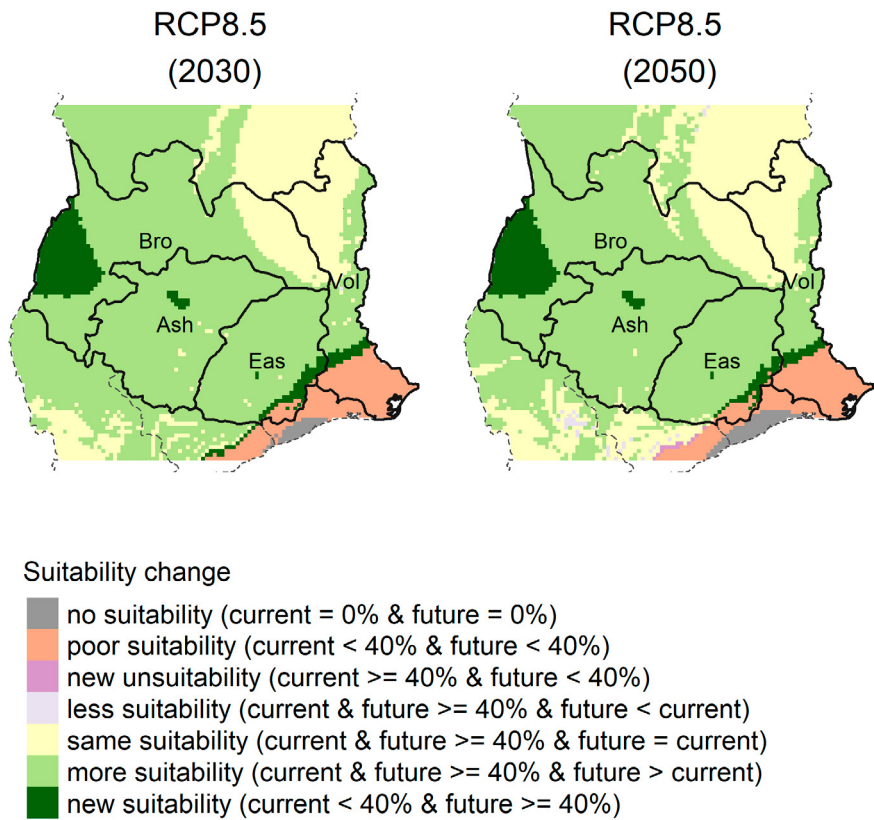 RCP8.5
(2030)
RCP8.5
(2050)
Bro
Vol
Ash
Eas
Bro
Vol
Ash
Eas
Suitability change
no suitability (current = 0% & future = 0%)
poor suitability (current < 40% & future < 40%)
new unsuitability (current >= 40% & future < 40%)
less suitability (current & future >= 40% & future < current)
same suitability (current & future >= 40% & future = current)
more suitability (current & future >= 40% & future > current)
new suitability (current < 40% & future >= 40%)